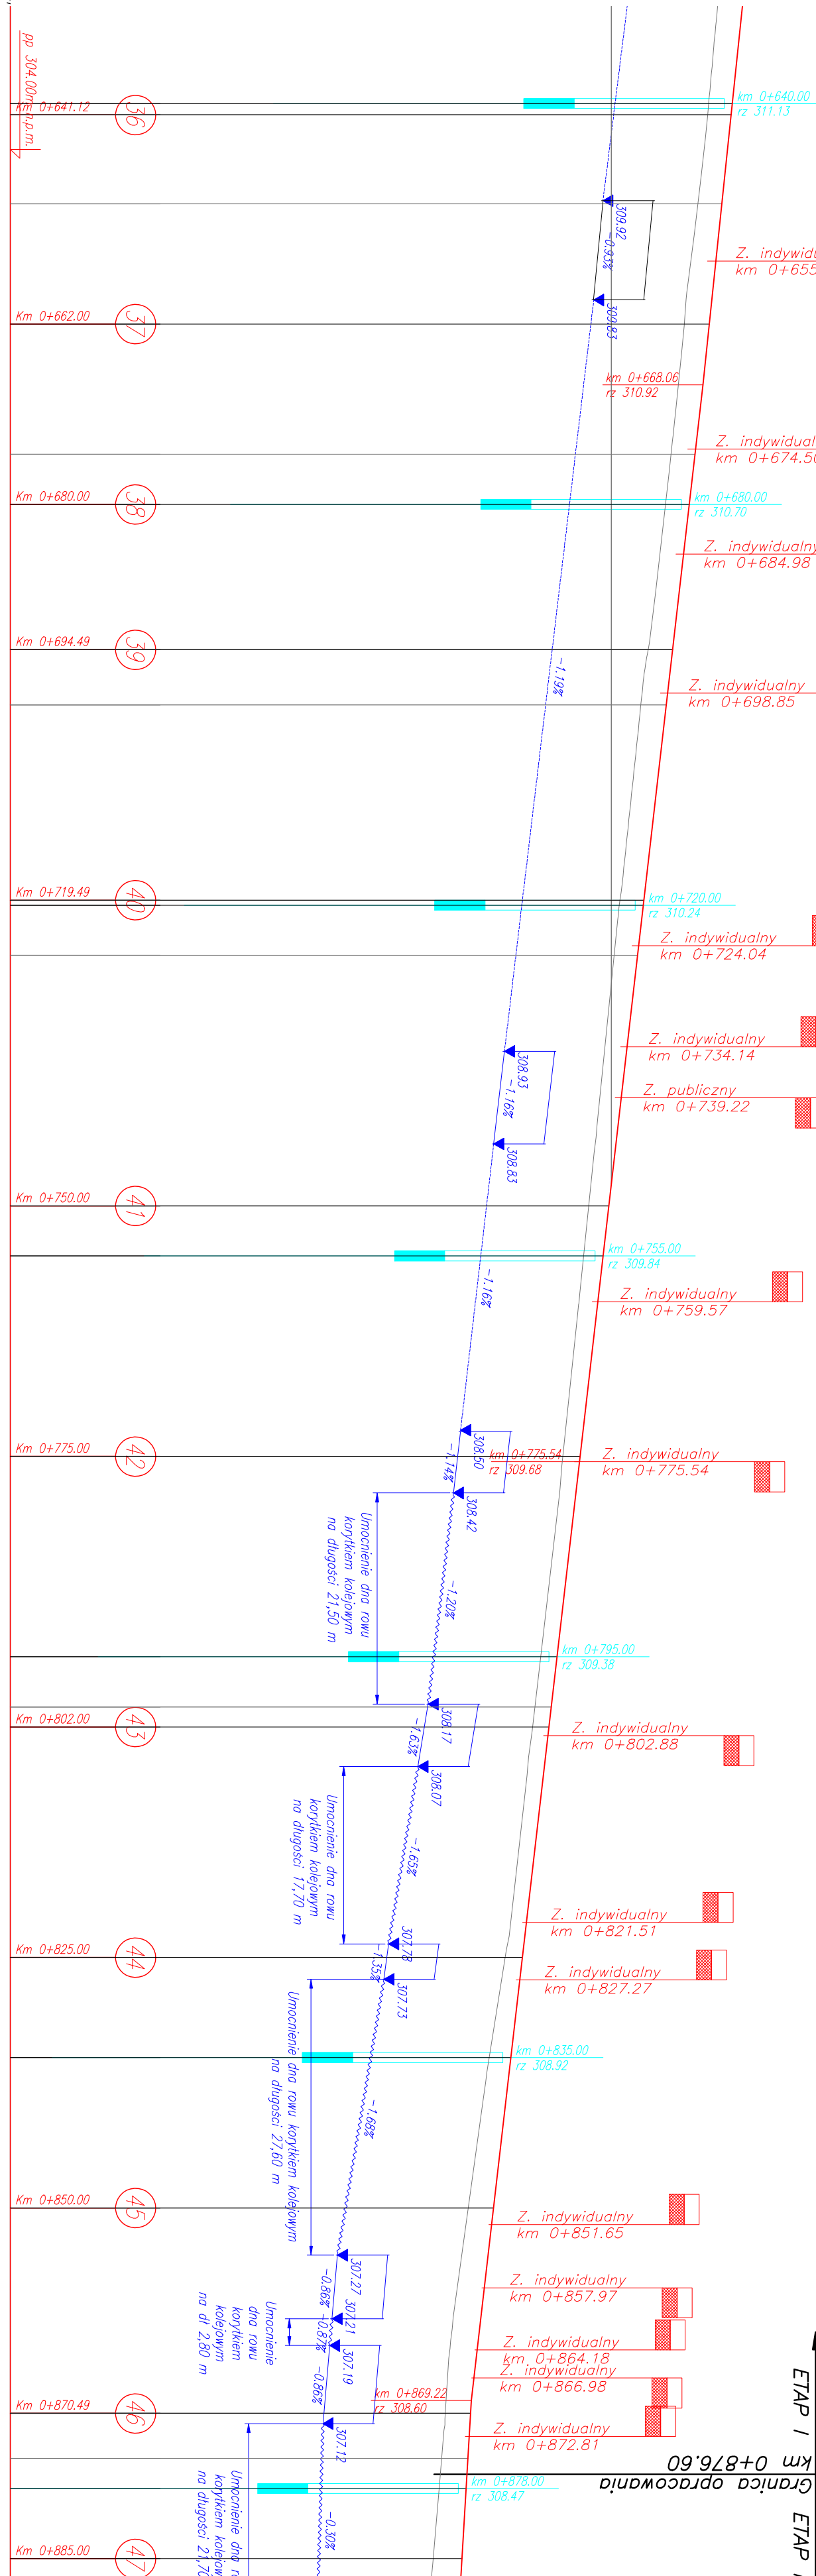 pp 304.00m n.p.m.
Km 0+641.12
36
km 0+640.00
rz 311.13
309.92
-0.93%
309.83
Z. indywidu
km 0+655
Km 0+662.00
37
km 0+668.06
rz 310.92
Z. indywidual
km 0+674.50
Km 0+680.00
38
km 0+680.00
rz 310.70
Z. indywidualny
km 0+684.98
Km 0+694.49
39
-1.19%
Z. indywidualny
km 0+698.85
Km 0+719.49
40
km 0+720.00
rz 310.24
Z. indywidualny
km 0+724.04
308.93
-1.16%
308.83
Z. indywidualny
km 0+734.14
Z. publiczny
km 0+739.22
Km 0+750.00
41
km 0+755.00
rz 309.84
-1.16%
Z. indywidualny
km 0+759.57
Km 0+775.00
42
308.50
-1.14%
308.42
km 0+775.54
rz 309.68
Z. indywidualny
km 0+775.54
Umocnienie dna rowu
korytkiem kolejowym
na długości 21,50 m
-1.20%
km 0+795.00
rz 309.38
Km 0+802.00
43
308.17
-1.63%
308.07
Z. indywidualny
km 0+802.88
Umocnienie dna rowu
korytkiem kolejowym
na długości 17,70 m
-1.65%
Z. indywidualny
km 0+821.51
Km 0+825.00
44
307.78
-1.35%
307.73
Z. indywidualny
km 0+827.27
Umocnienie dna rowu korytkiem kolejowym
na długości 27,60 m
km 0+835.00
rz 308.92
-1.68%
Km 0+850.00
45
Z. indywidualny
km 0+851.65
307.27
-0.86%
307.21
Z. indywidualny
km 0+857.97
Umocnienie
dna rowu
korytkiem
kolejowym
na dł 2,80 m
-0.87%
307.19
-0.86%
307.12
Z. indywidualny
km 0+864.18
Z. indywidualny
km 0+866.98
Km 0+870.49
46
km 0+869.22
rz 308.60
Z. indywidualny
km 0+872.81
ETAP I
km 0+876.60
Granica opracowania
ETAP
km 0+878.00
rz 308.47
Umocnienie dna r
korytkiem kolejow
na długości 21,70
-0.30%
Km 0+885.00
47